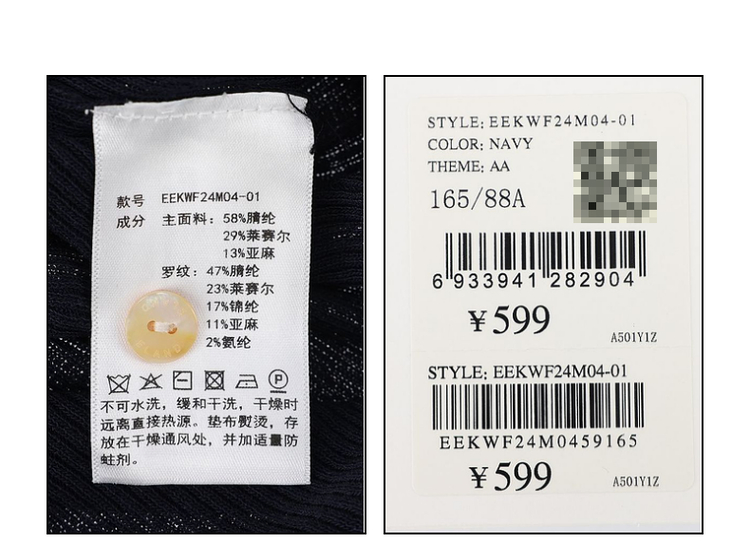 款号 EEKWF24M04-01
成分 主面料：58%腈纶
29%莱赛尔
13%亚麻
罗纹：47%腈纶
23%莱赛尔
17%锦纶
11%亚麻
2%氨纶
P
不可水洗，缓和干洗，干燥时
远离直接热源。垫布熨烫，存
放在干燥通风处，并加适量防
蛀剂。
STYLE: EEKWF24M04-01
COLOR: NAVY
THEME: AA
165/88A
6 933941 282904
¥599
A501Y1Z
STYLE: EEKWF24M04-01
EEKWF24M0459165
¥599
A501Y1Z